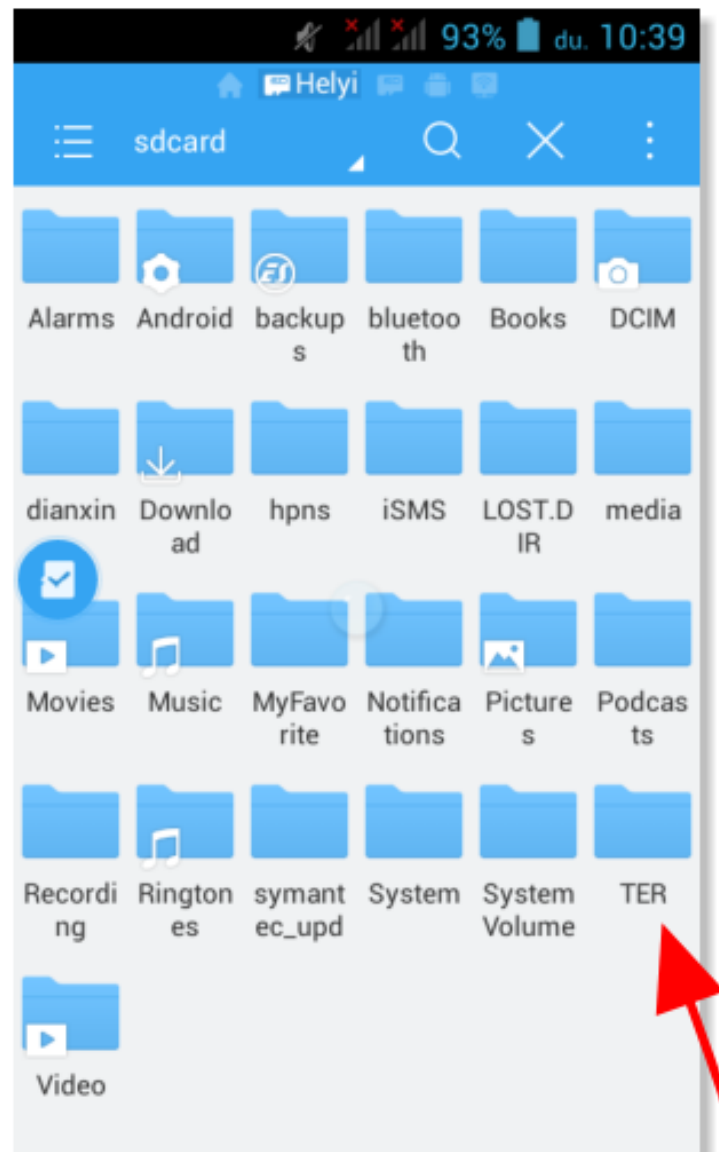 93% du. 10:39
Helyi
sdcard
Alarms Android backup bluetoo Books DCIM
s th
dianxin Downlo hpns iSMS LOST.D media
ad IR
Movies Music MyFavo Notifica Picture Podcas
rite tions s ts
Recordi Rington symant System System TER
ng es ec_upd Volume
Video